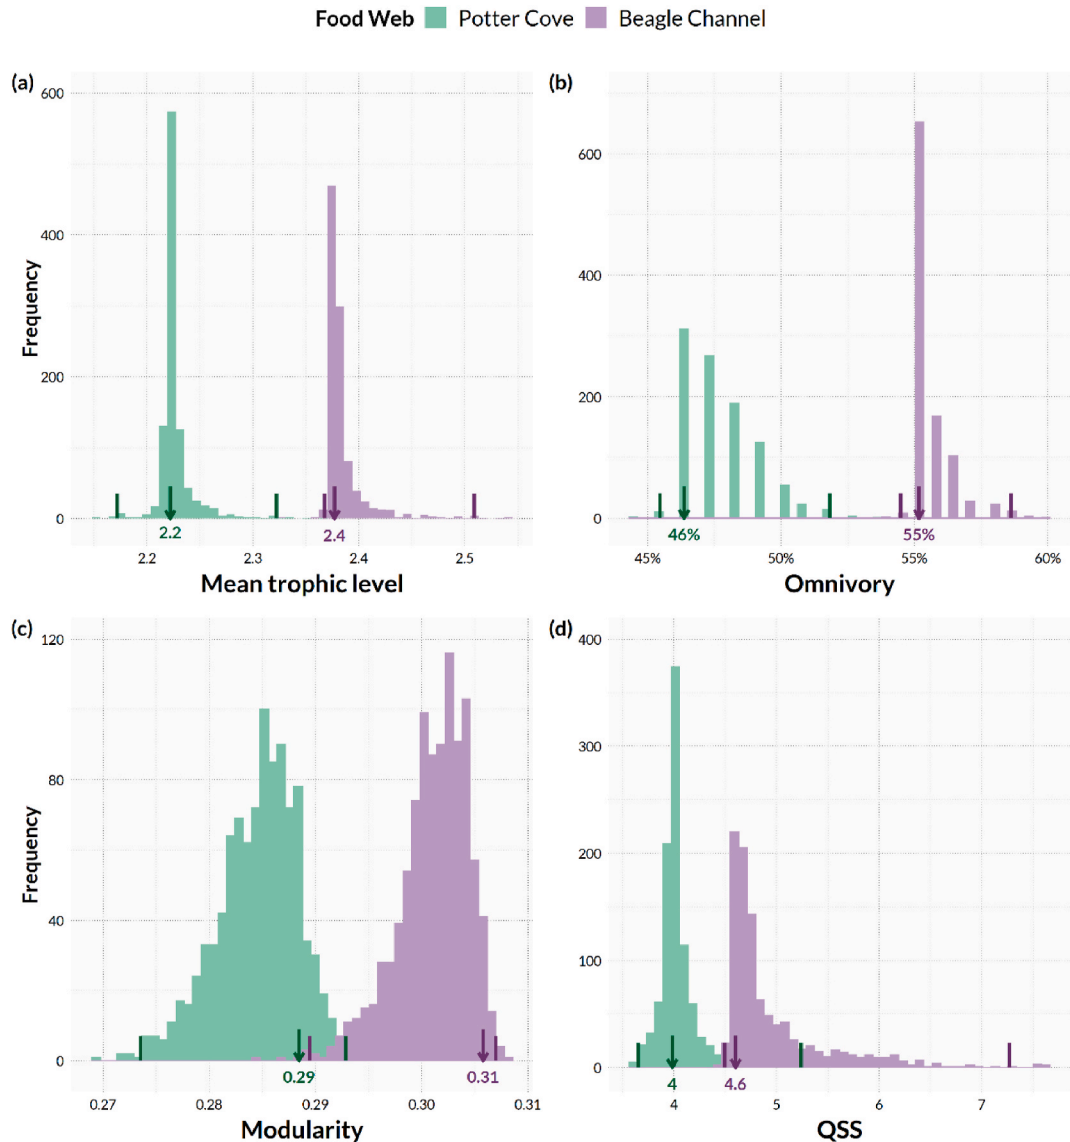 Food Web Potter Cove Beagle Channel
(a)
600
400
200
0
Frequency
2.2
2.4
2.2 2.3 2.4 2.5
Mean trophic level
(b)
600
400
200
0
46%
55%
45% 50% 55% 60%
Omnivory
(c)
120
80
40
0
Frequency
0.29
0.31
0.27 0.28 0.29 0.30 0.31
Modularity
(d)
400
300
200
100
0
4
4.6
4 5 6 7
QSS